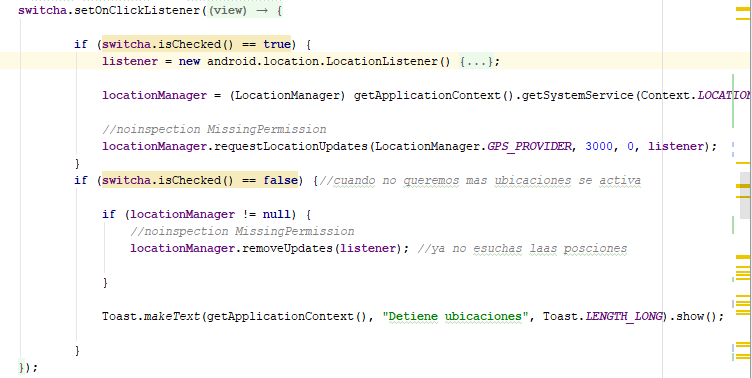 switcha.setOnClickListener((view) → {
if (switcha.isChecked() == true) {
listener = new android.location.LocationListener() {...};
locationManager = (LocationManager) getApplicationContext().getSystemService(Context.LOCATION
//noinspection MissingPermission
locationManager.requestLocationUpdates(LocationManager.GPS_PROVIDER, 3000, 0, listener);
}
if (switcha.isChecked() == false) {//cuando no queremos mas ubicaciones se activa
if (locationManager != null) {
//noinspection MissingPermission
locationManager.removeUpdates(listener); //ya no esuchas laas posciones
}
Toast.makeText(getApplicationContext(), "Detiene ubicaciones", Toast.LENGTH_LONG).show();
}
});